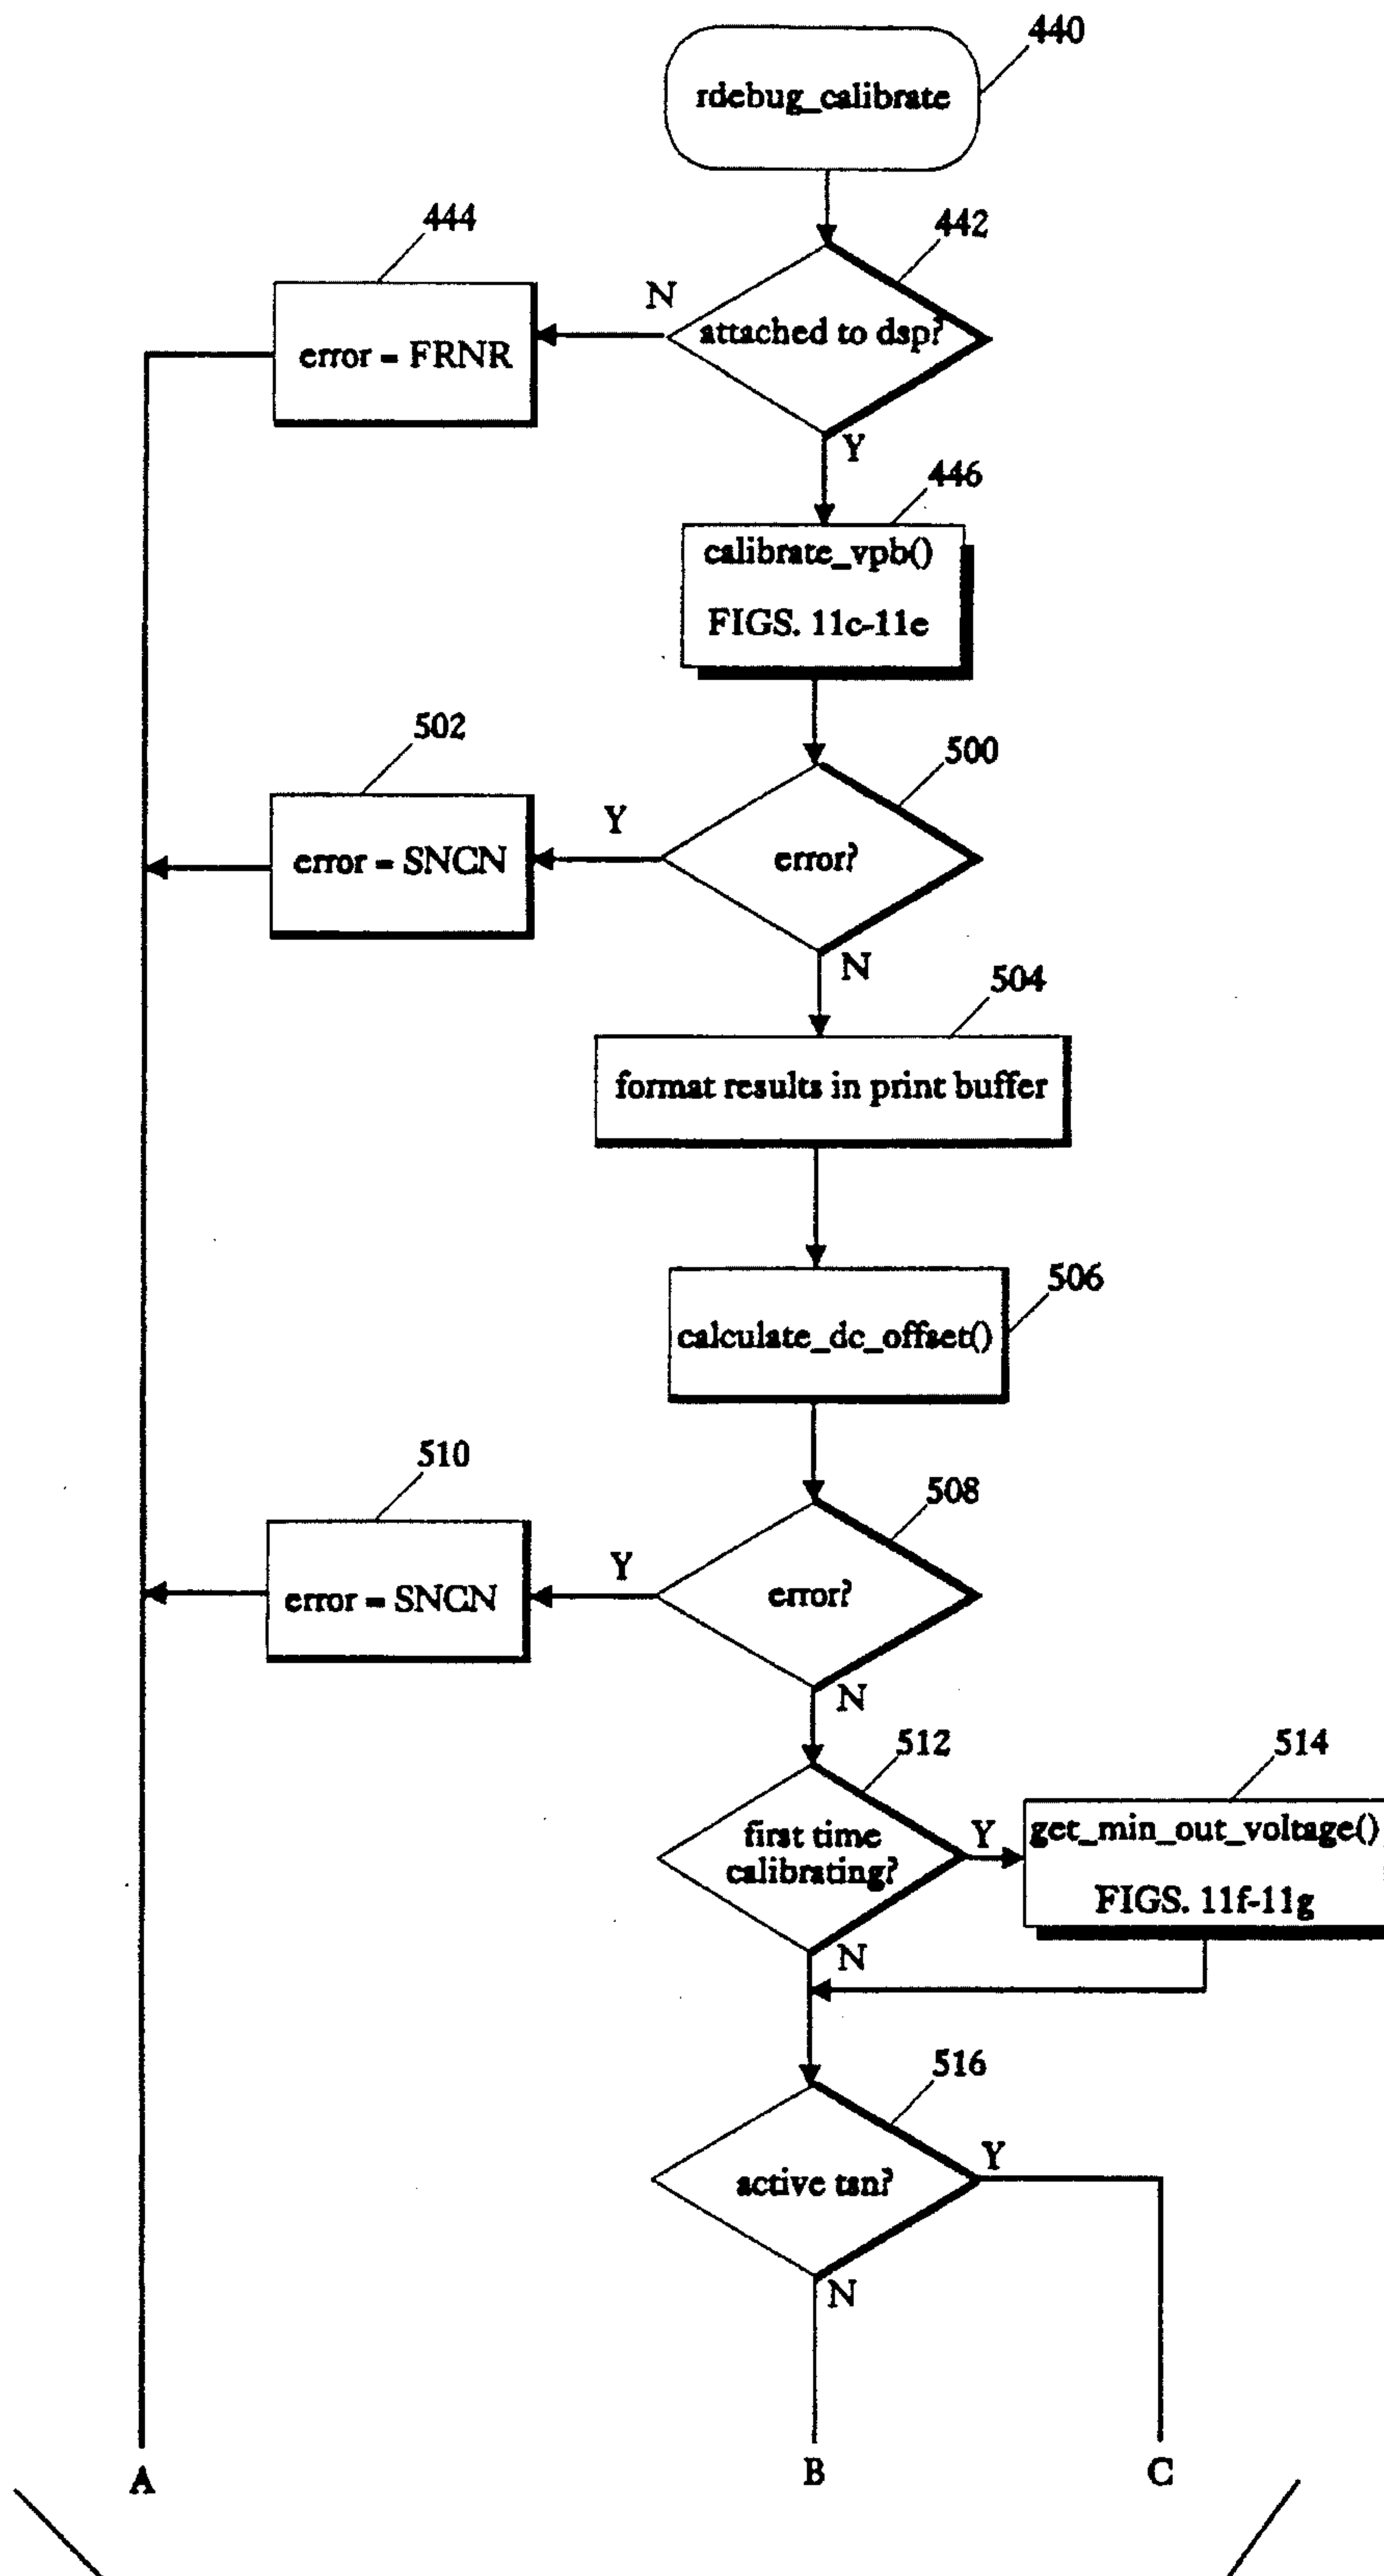 440
rdebug_calibrate
444
442
N
attached to dsp?
error = FRNR
Y
446
calibrate_vpb()
FIGS. 11c-11e
502
500
Y
error = SNCN
error?
N
504
format results in print buffer
506
calculate_dc_offset()
510
508
Y
error = SNCN
error?
N
512
514
first time
calibrating?
Y
get_min_out_voltage()
FIGS. 11f-11g
N
516
Y
active tsn?
N
A
B
C